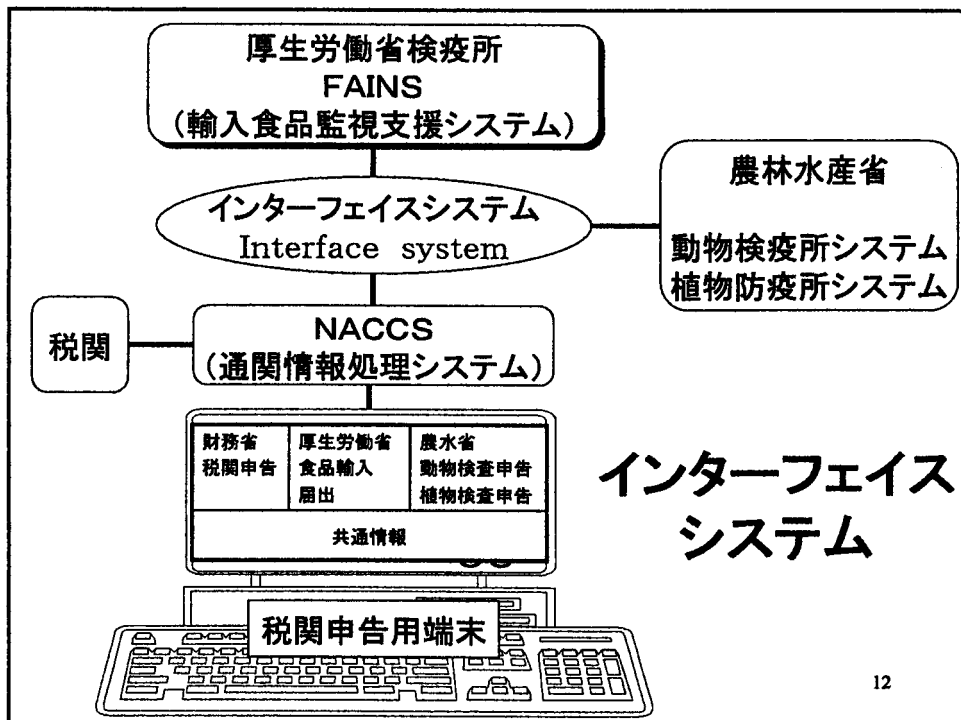 厚生労働省検疫所
FAINS
(輸入食品監視支援システム)
インターフェイスシステム
Interface system
農林水産省
動物検疫所システム
植物防疫所システム
税関
NACCS
(通関情報処理システム)
財務省
税関申告
厚生労働省
食品輸入
届出
農水省
動物検査申告
植物検査申告
共通情報
インターフェイス
システム
税関申告用端末
12